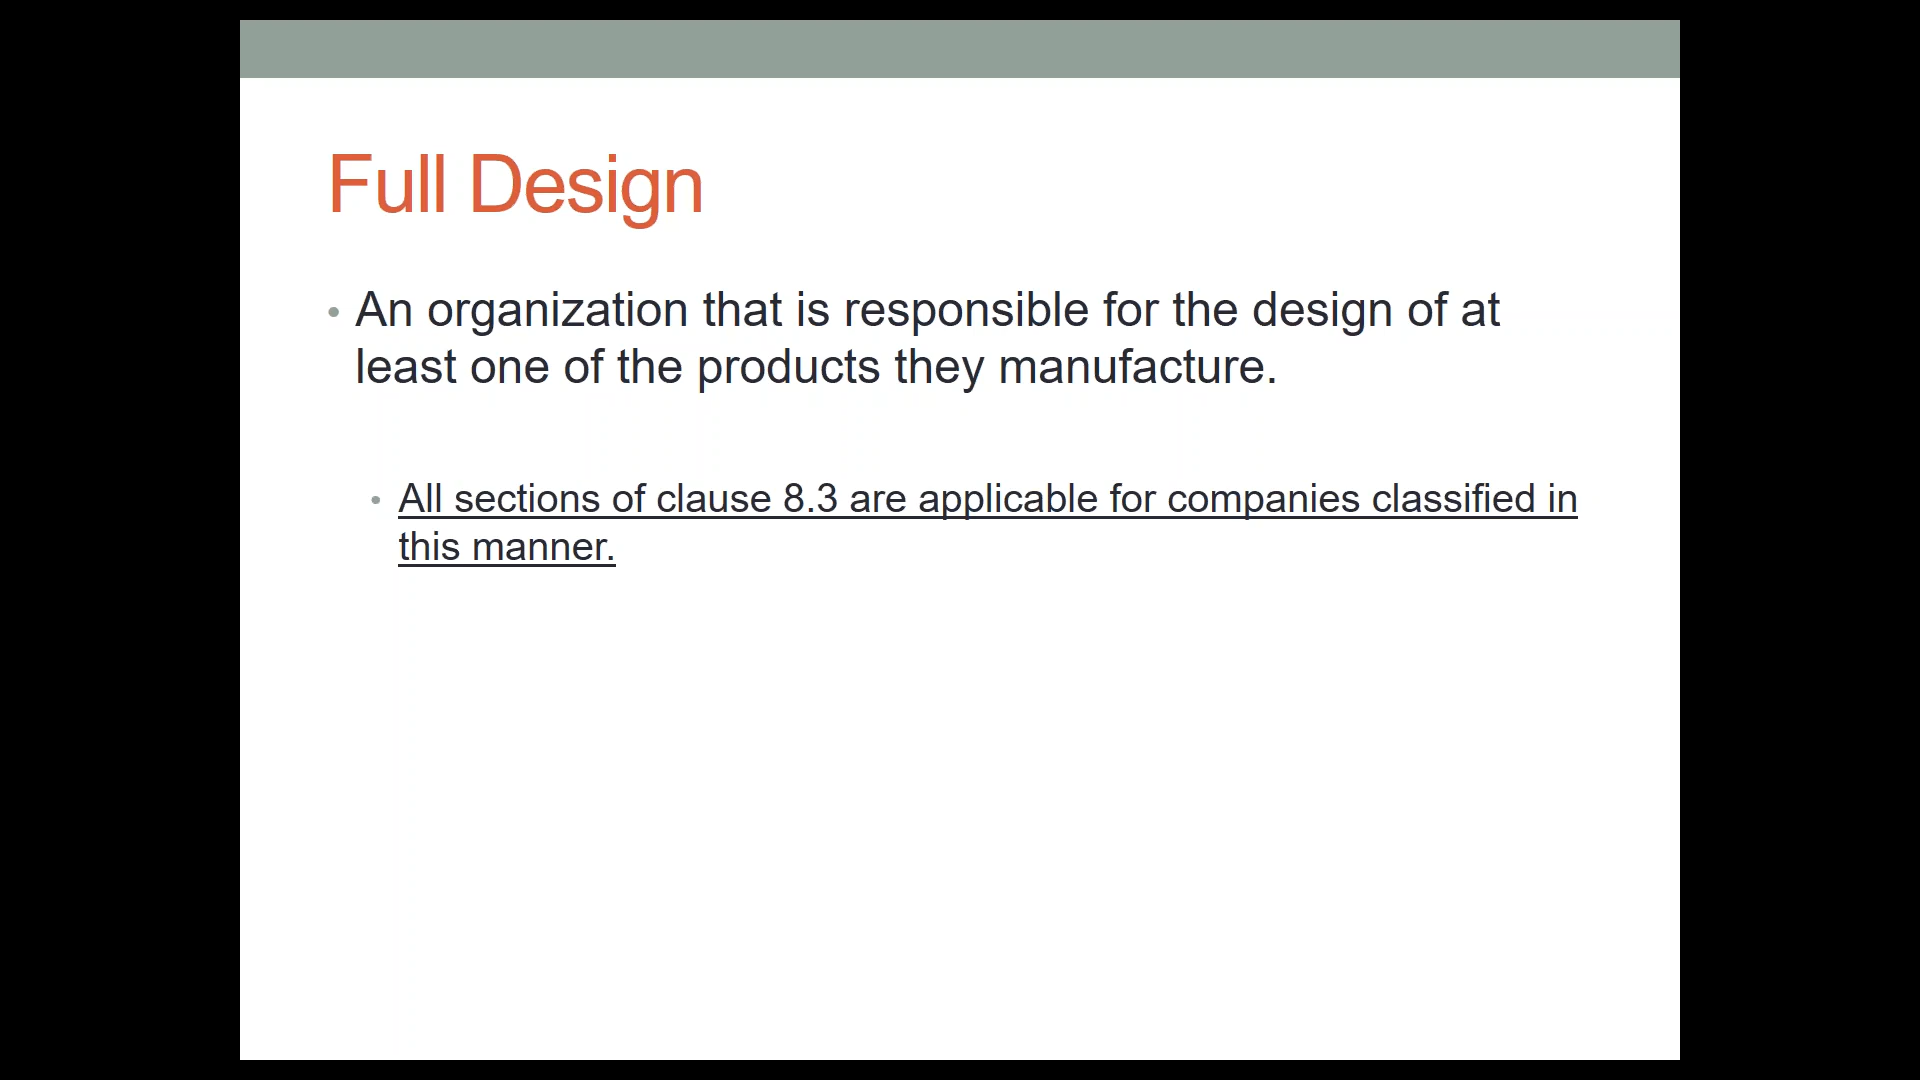 Full Design
• An organization that is responsible for the design of at
least one of the products they manufacture.
• All sections of clause 8.3 are applicable for companies classified in
this manner.